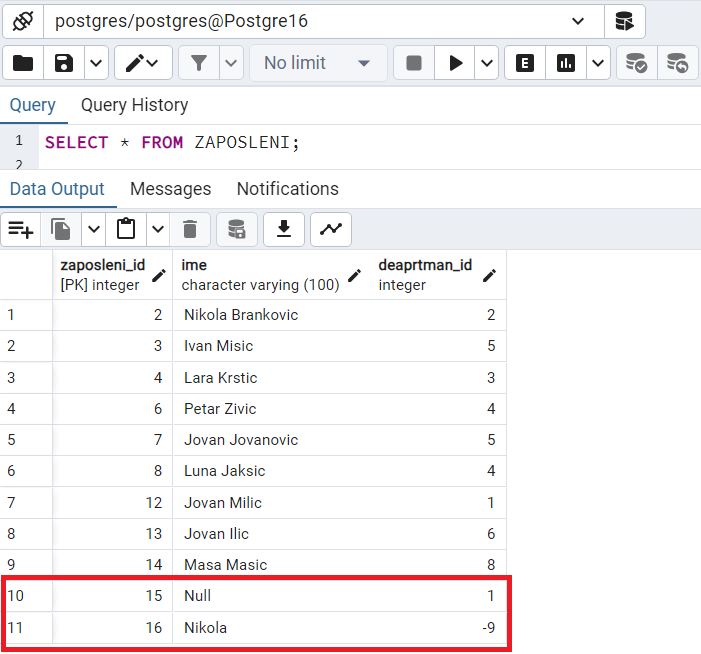 postgres/postgres@Postgre16
No limit
E
Query Query History
1 SELECT * FROM ZAPOSLENI;
2
Data Output Messages Notifications
zaposleni_id ime deaprtman_id
[PK] integer character varying (100) integer
1 2 Nikola Brankovic 2
2 3 Ivan Misic 5
3 4 Lara Krstic 3
4 6 Petar Zivic 4
5 7 Jovan Jovanovic 5
6 8 Luna Jaksic 4
7 12 Jovan Milic 1
8 13 Jovan Ilic 6
9 14 Masa Masic 8
10 15 Null 1
11 16 Nikola -9